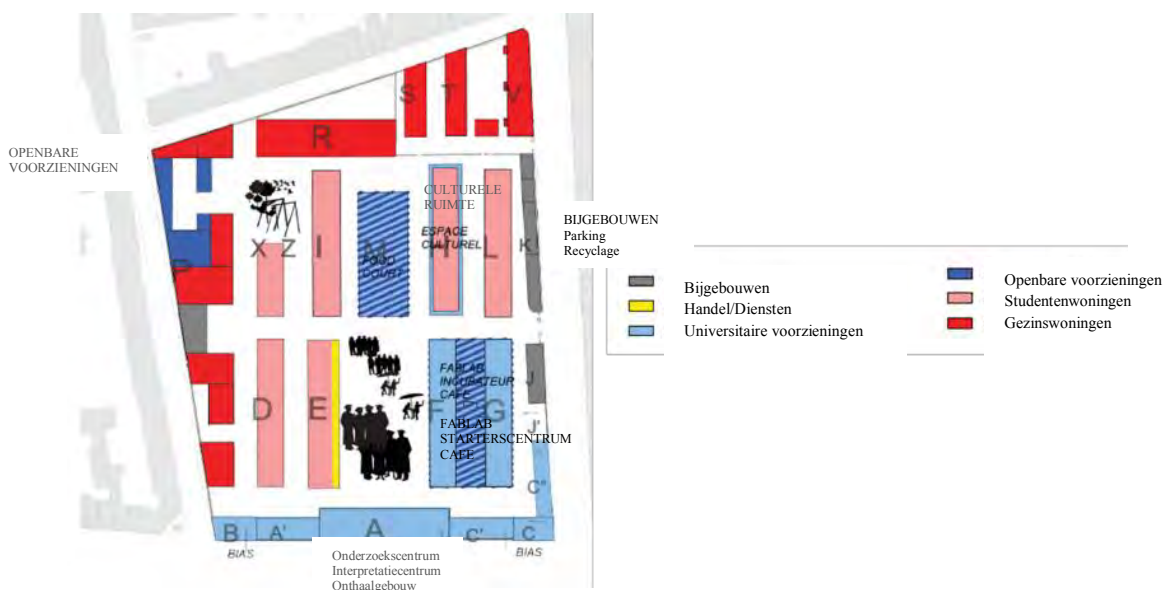 S T V
R
OPENBARE
VOORZIENINGEN
CULTURELE
RUIMTE
ESPACE
CULTUREL
X Z I M H L K
FOOD
COURT
P
BIJGEBOUWEN
Parking
Recyclage
Bijgebouwen
Handel/Diensten
Universitaire voorzieningen
Openbare voorzieningen
Studentenwoningen
Gezinswoningen
FABLAB
INCUBATEUR
CAFE
D E F G J
FABLAB
STARTERSCENTRUM
CAFE
J'
C"
B A' A C' C
BIAS
BIAS
Onderzoekscentrum
Interpretatiecentrum
Onthaalgebouw